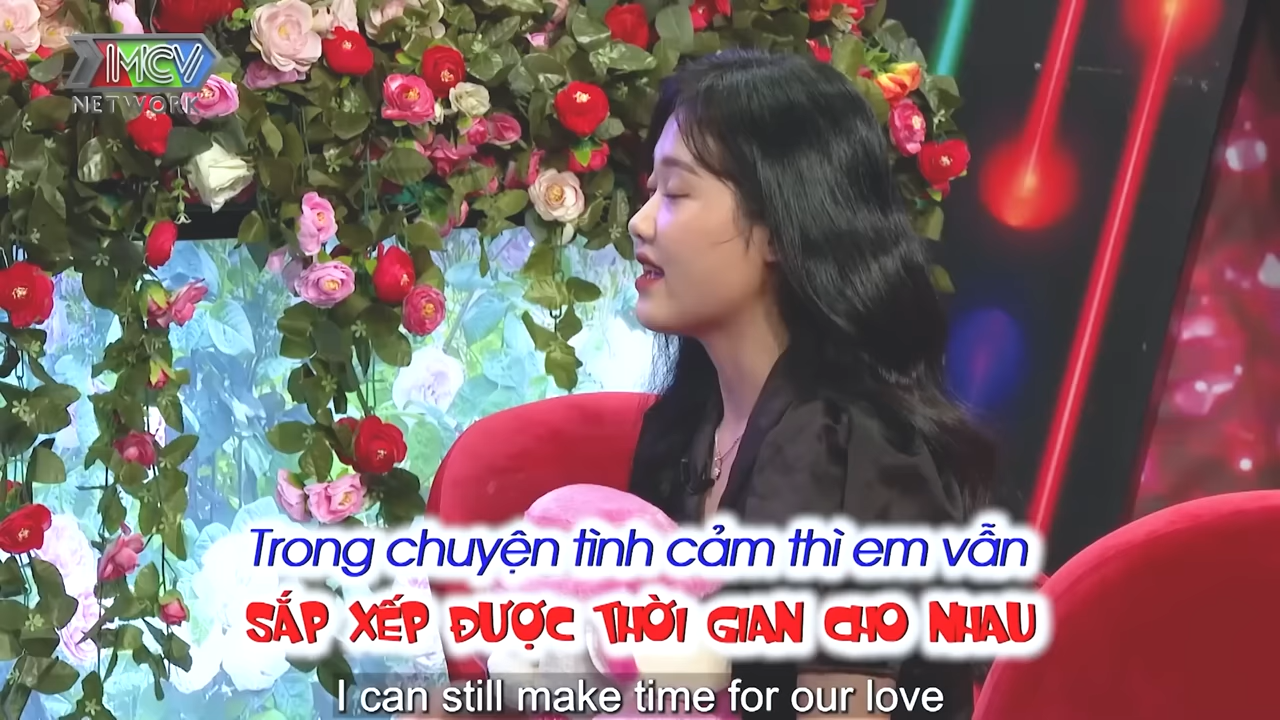 MCV
NETWORK
Trong chuyện tình cảm thì em vẫn
SẮP XẾP ĐƯỢC THỜI GIAN CHO NHAU
I can still make time for our love